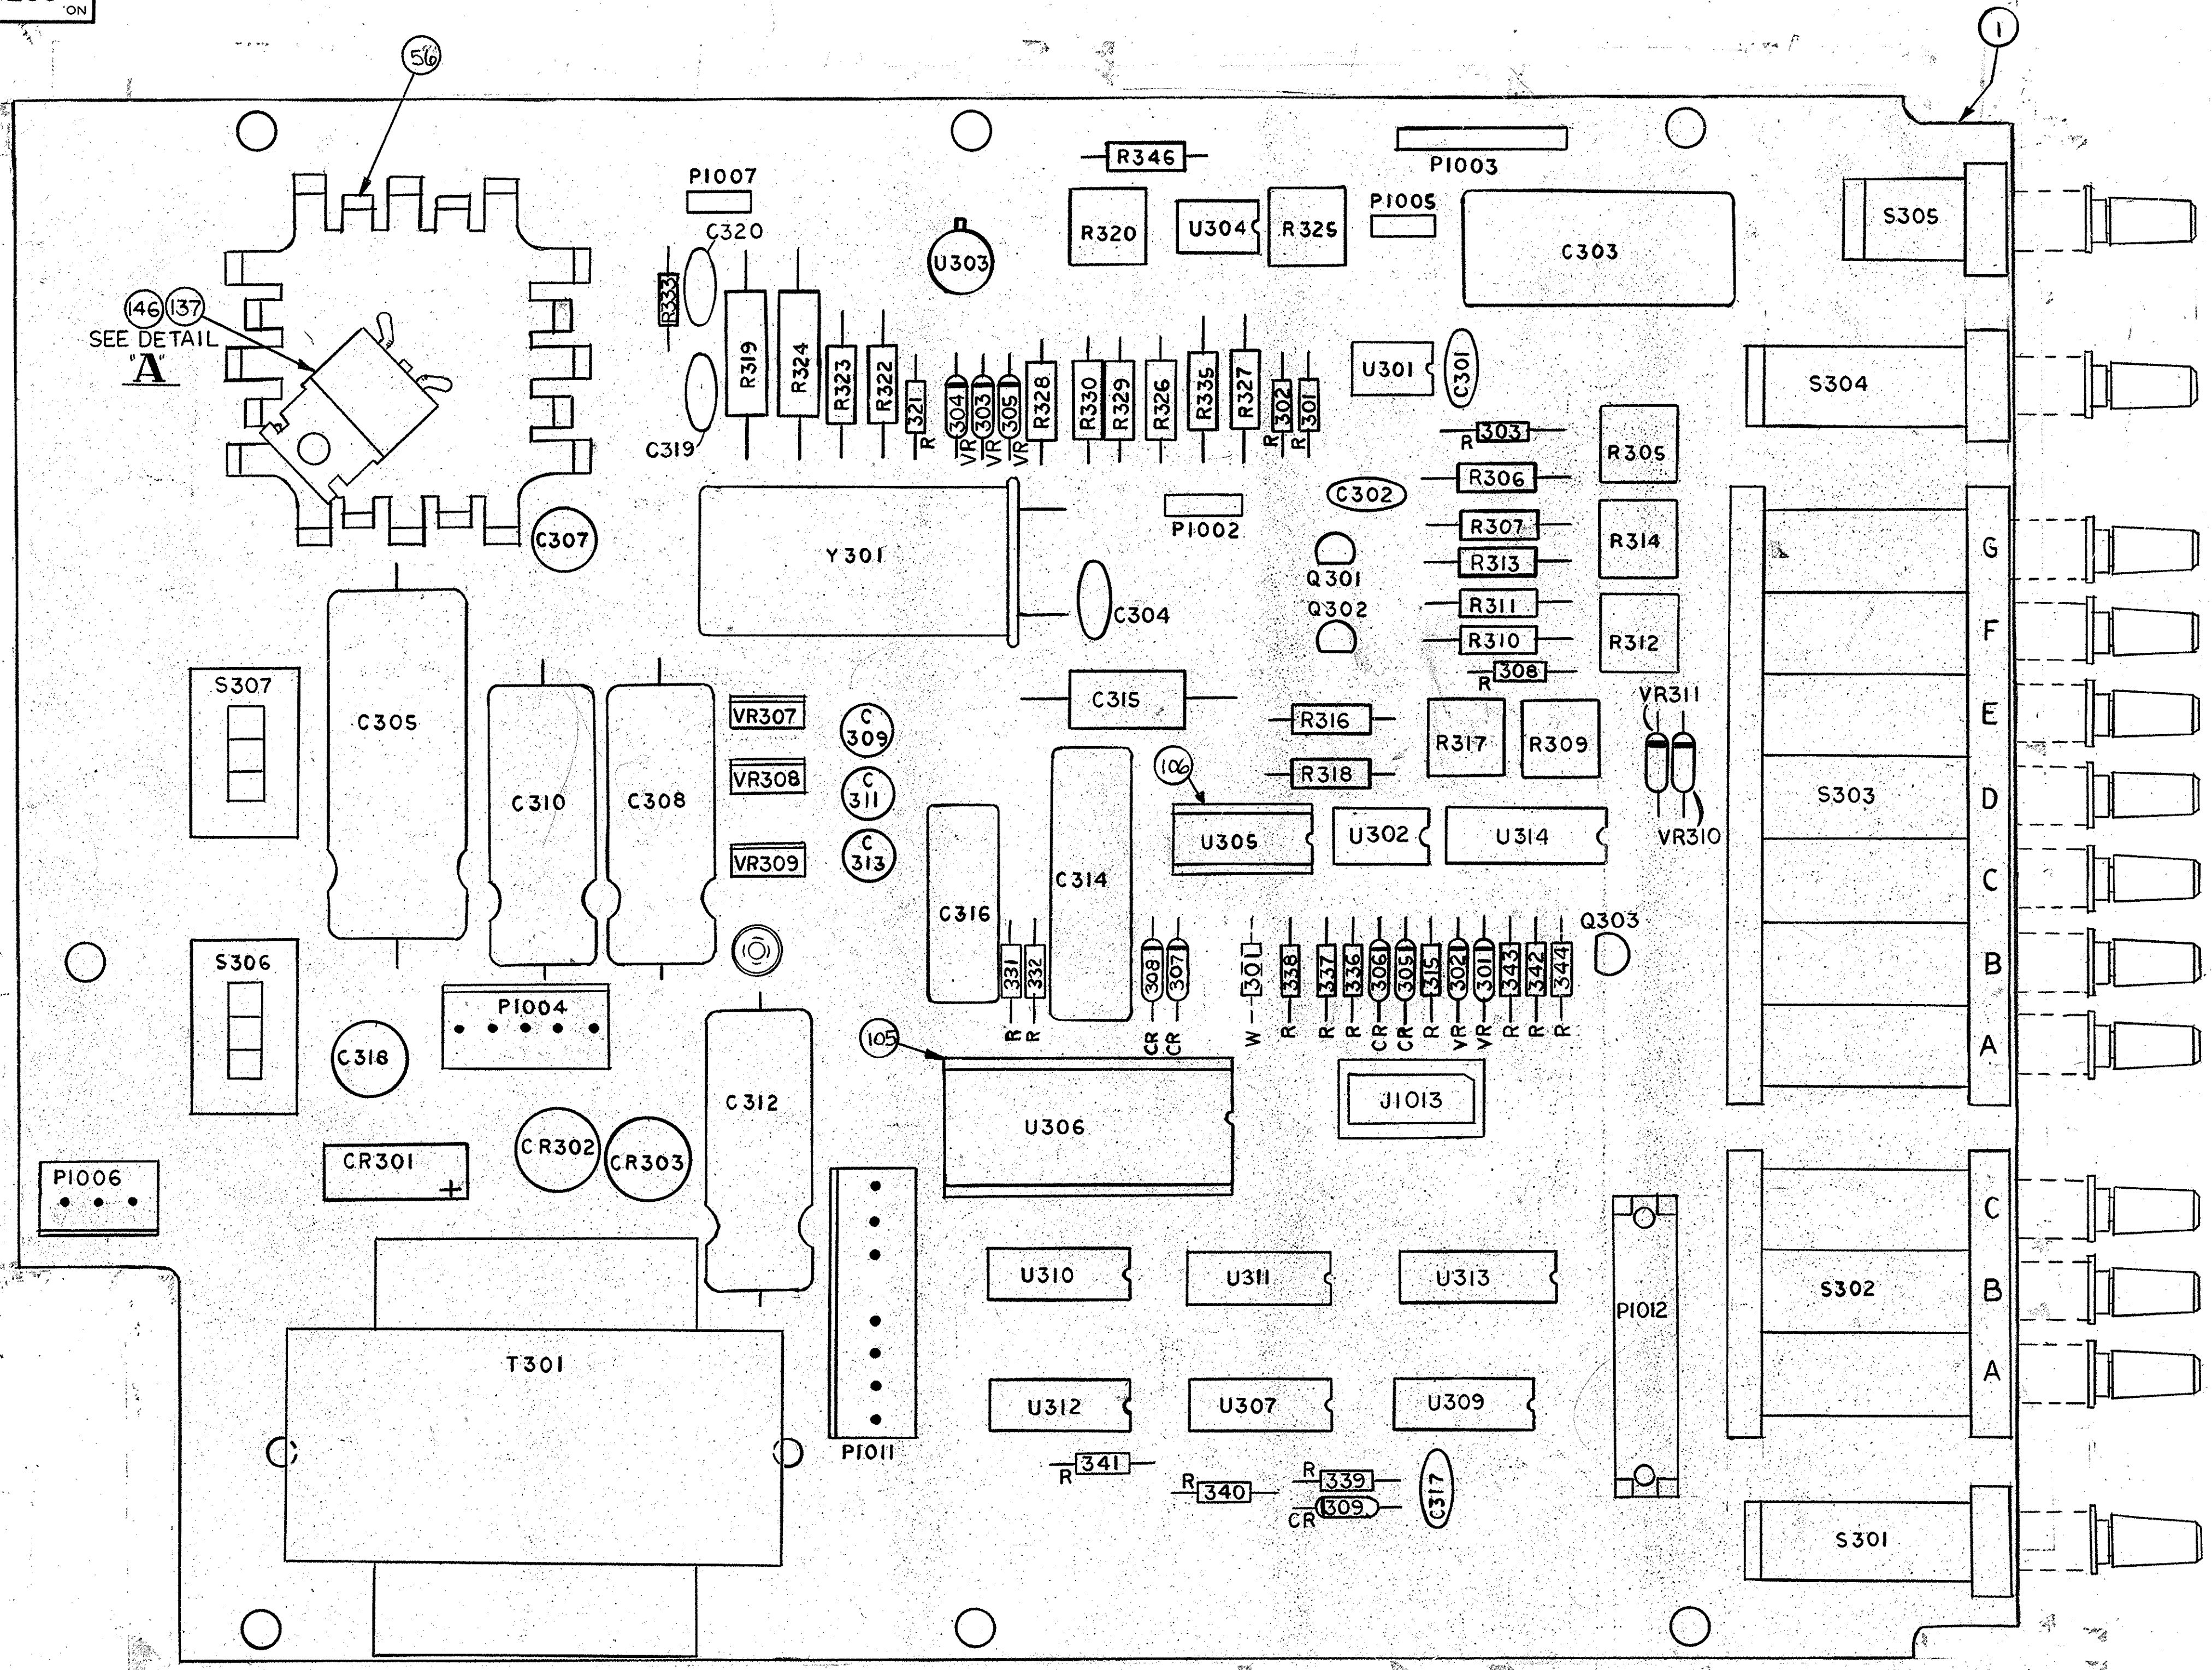 ON
56
1
R346
P1003
P1007
C320
R320
U304
R325
P1005
C303
S305
U303
R333
146 137
SEE DETAIL
"A"
R319
R324
R323
R322
321
R
304
VR
303
VR
305
VR
R328
R330
R329
R326
R335
R327
302
R
301
R
U301
C301
S304
C319
303
R
R305
R306
C302
P1002
R307
R314
G
C307
Y301
Q301
R313
Q302
R311
C304
R310
R312
F
308
R
S307
C305
VR307
C
309
C315
R316
R317
R309
VR311
E
VR308
C
311
C310
C308
106
R318
S303
D
VR309
C
313
U305
U302
U314
VR310
C316
C314
C
Q303
S306
331
R
332
R
308
CR
307
CR
301
W
338
R
337
R
336
R
306
CR
305
CR
315
R
302
VR
301
VR
343
R
342
R
344
R
B
P1004
C318
105
A
C312
U306
J1013
CR301
+
CR302
CR303
P1006
C
U310
U311
U313
P1012
S302
B
T301
A
U312
U307
U309
P1011
341
R
R
340
R
339
CR
309
C317
S301